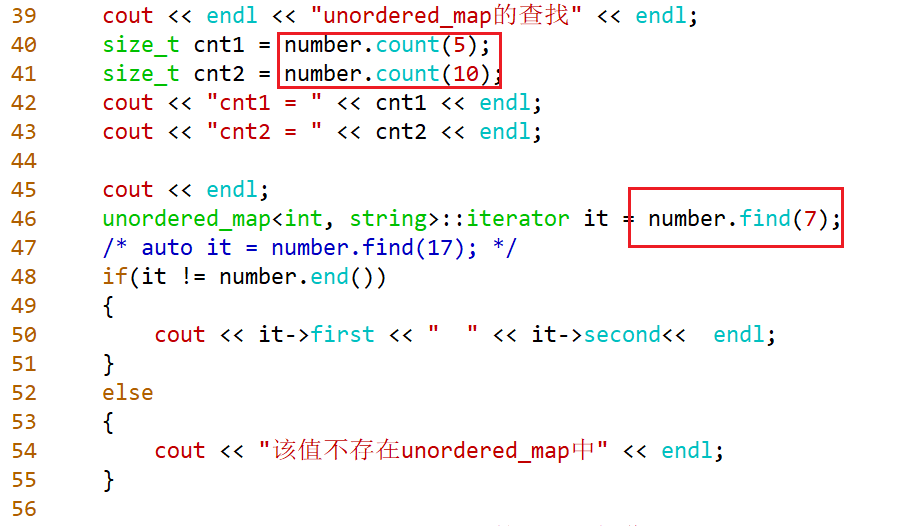 39     cout << endl << "unordered_map的查找" << endl;
40     size_t cnt1 = number.count(5);
41     size_t cnt2 = number.count(10);
42     cout << "cnt1 = " << cnt1 << endl;
43     cout << "cnt2 = " << cnt2 << endl;
44
45     cout << endl;
46     unordered_map<int, string>::iterator it = number.find(7);
47     /* auto it = number.find(17); */
48     if(it != number.end())
49     {
50         cout << it->first << "  " << it->second<<  endl;
51     }
52     else
53     {
54         cout << "该值不存在unordered_map中" << endl;
55     }
56